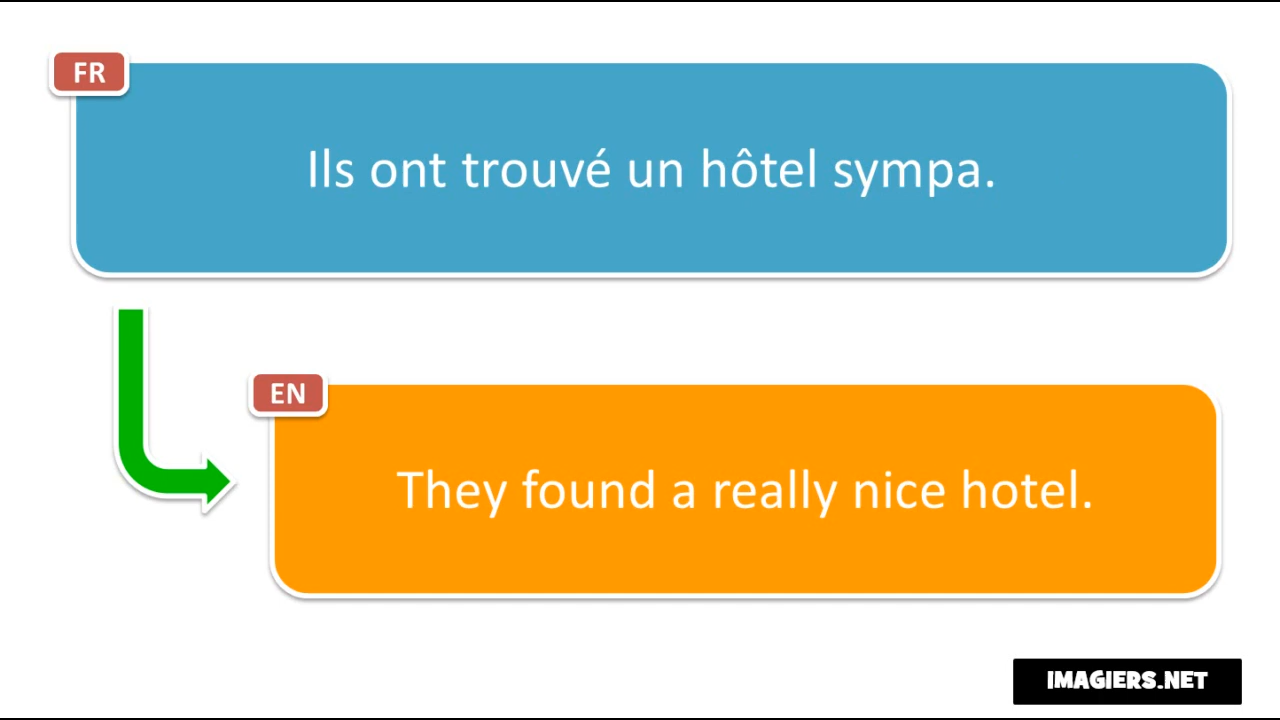 FR
Ils ont trouvé un hôtel sympa.
EN
They found a really nice hotel.
IMAGIERS.NET